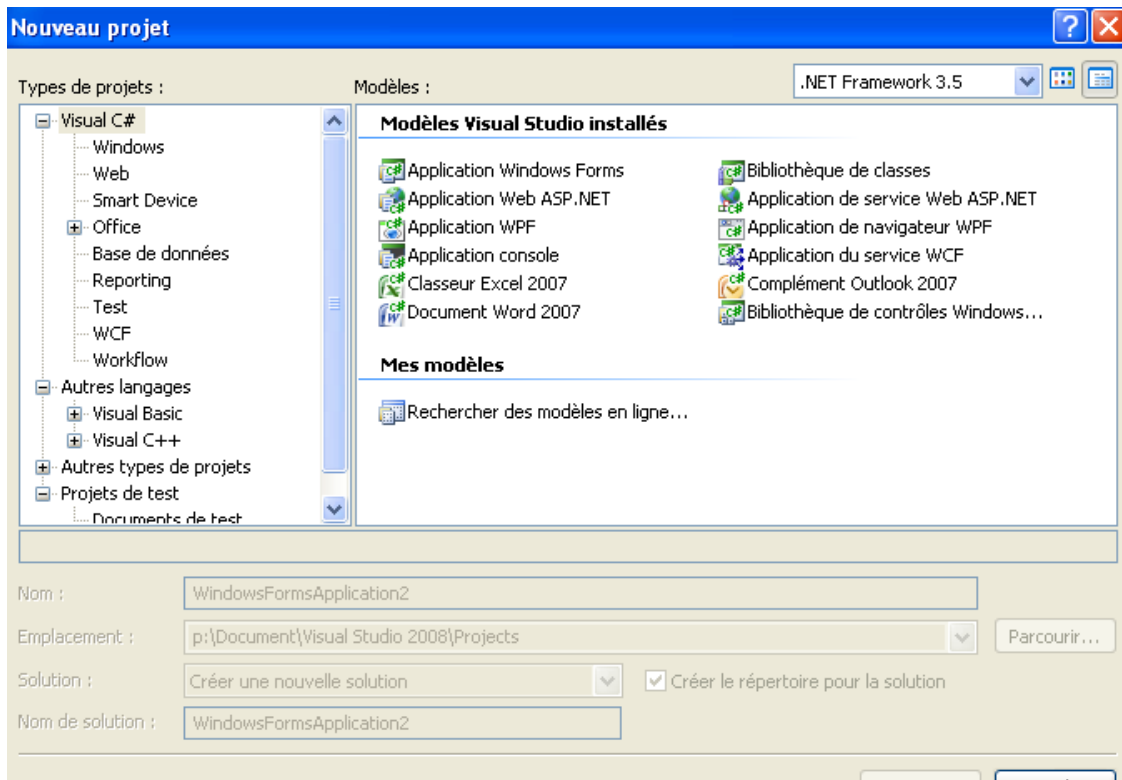 Nouveau projet
Types de projets :
Modèles :
.NET Framework 3.5
Visual C#
Windows
Web
Smart Device
Office
Base de données
Reporting
Test
WCF
Workflow
Autres langages
Visual Basic
Visual C++
Autres types de projets
Projets de test
Documents de test
Modèles Visual Studio installés
Application Windows Forms
Application Web ASP.NET
Application WPF
Application console
Classeur Excel 2007
Document Word 2007
Bibliothèque de classes
Application de service Web ASP.NET
Application de navigateur WPF
Application du service WCF
Complément Outlook 2007
Bibliothèque de contrôles Windows...
Mes modèles
Rechercher des modèles en ligne...
Nom :
WindowsFormsApplication2
Emplacement :
p:\Document\Visual Studio 2008\Projects
Parcourir...
Solution :
Créer une nouvelle solution
Créer le répertoire pour la solution
Nom de solution :
WindowsFormsApplication2